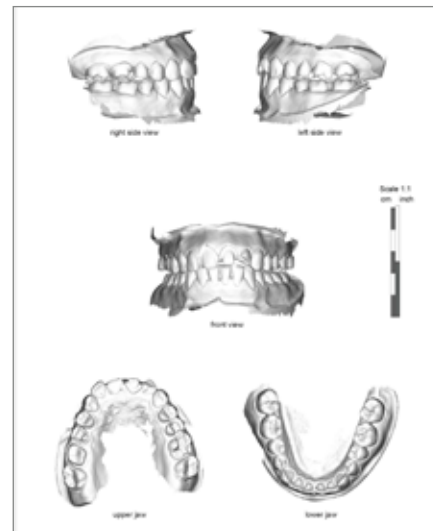 right side view
left side view
Scale 1:1
cm inch
front view
upper jaw
lower jaw